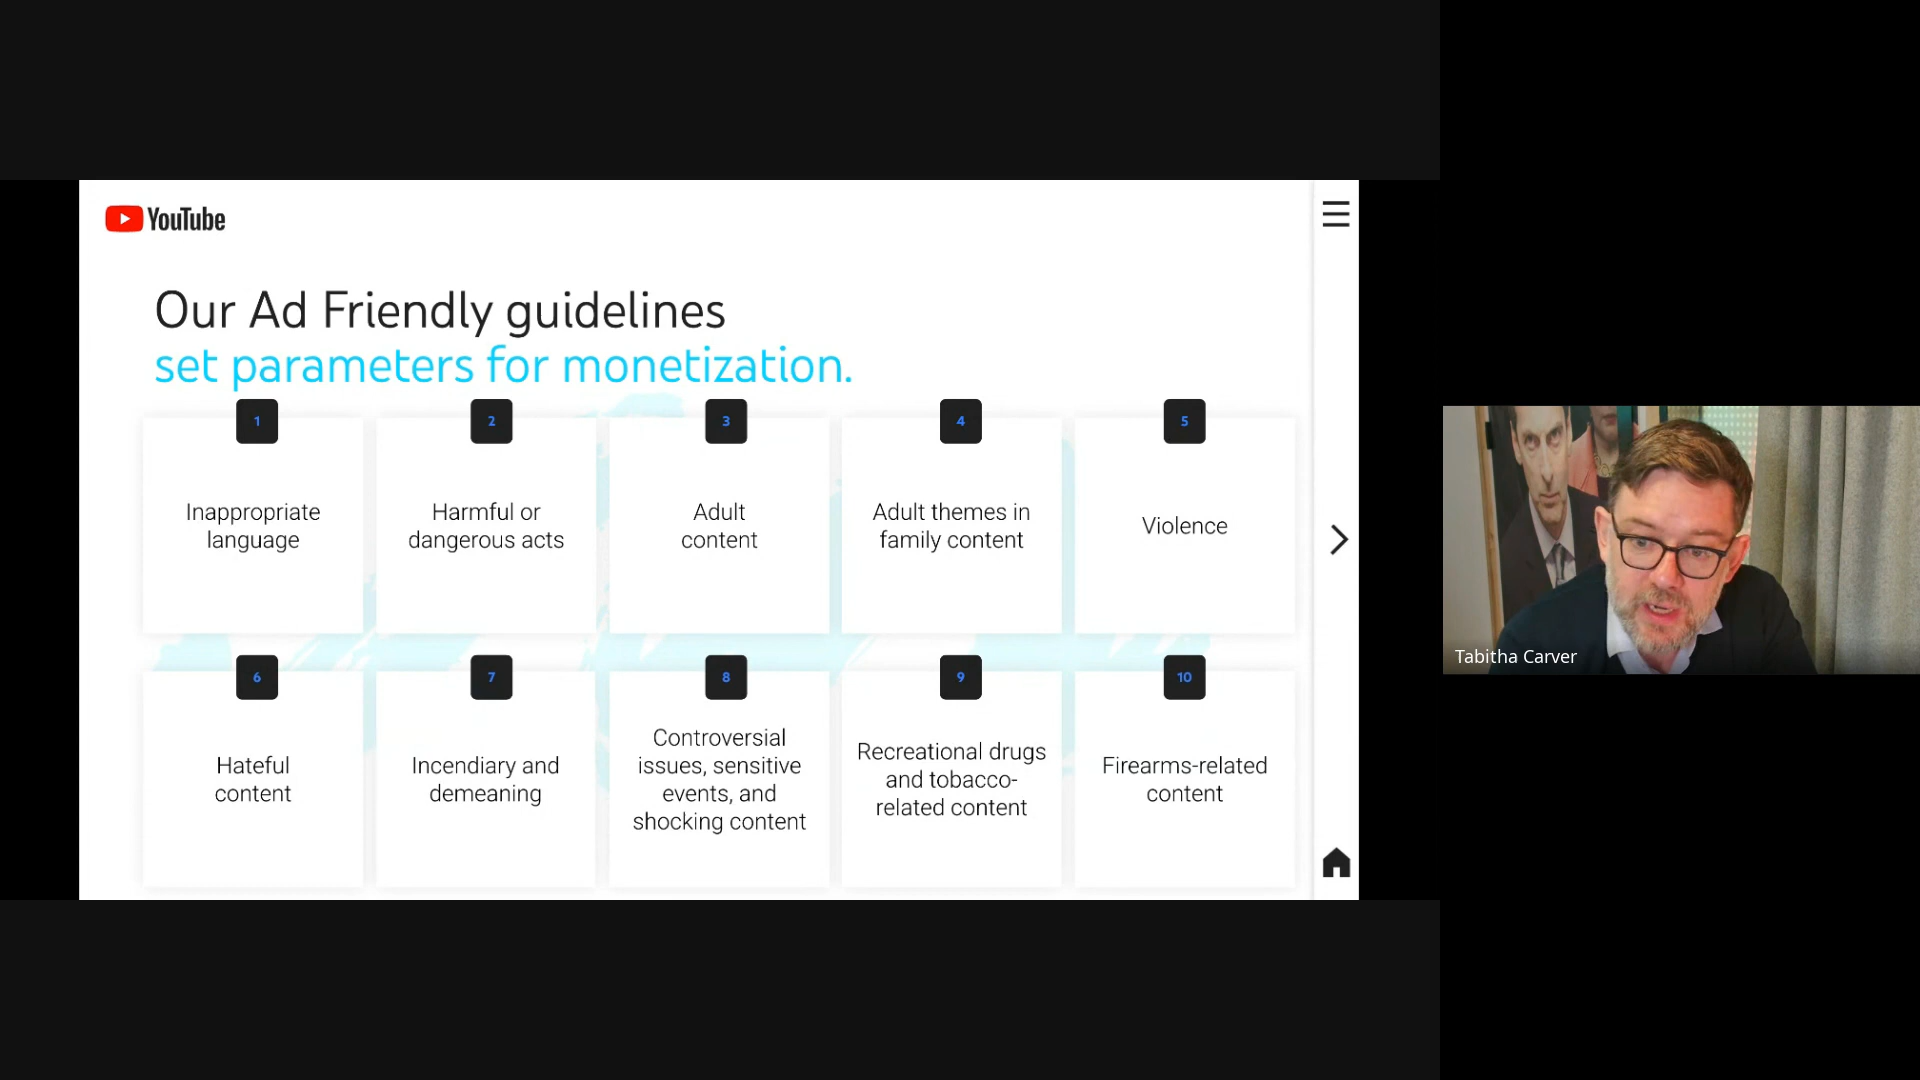 YouTube
Our Ad Friendly guidelines
set parameters for monetization.
1
Inappropriate
language
2
Harmful or
dangerous acts
3
Adult
content
4
Adult themes in
family content
5
Violence
6
Hateful
content
7
Incendiary and
demeaning
8
Controversial
issues, sensitive
events, and
shocking content
9
Recreational drugs
and tobacco-
related content
10
Firearms-related
content
Tabitha Carver